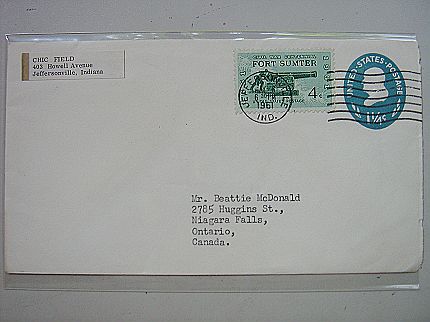 CHIC FIELD
403 Howell Avenue
Jeffersonville, Indiana
CIVIL WAR CENTENNIAL
FORT SUMTER
4¢
1961
IND.
UNITED STATES POSTAGE
1¼¢
Mr. Beattie McDonald
2785 Huggins St.,
Niagara Falls,
Ontario,
Canada.